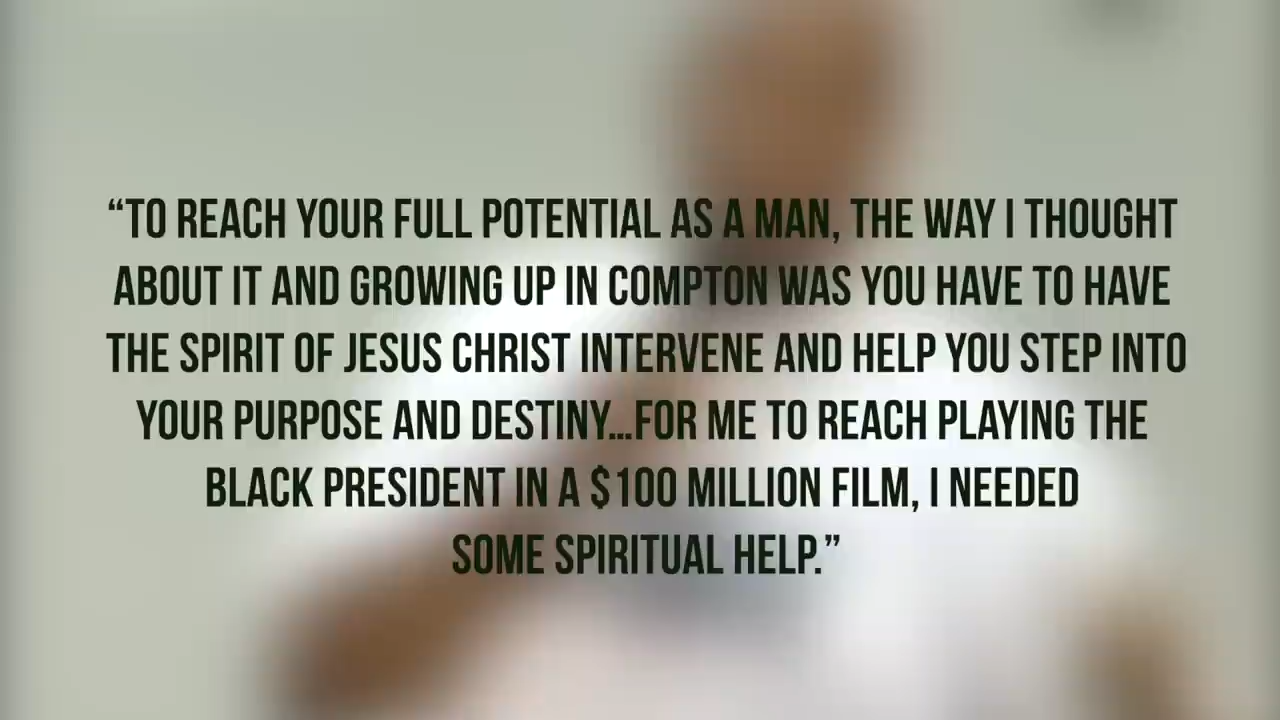 “TO REACH YOUR FULL POTENTIAL AS A MAN, THE WAY I THOUGHT
ABOUT IT AND GROWING UP IN COMPTON WAS YOU HAVE TO HAVE
THE SPIRIT OF JESUS CHRIST INTERVENE AND HELP YOU STEP INTO
YOUR PURPOSE AND DESTINY...FOR ME TO REACH PLAYING THE
BLACK PRESIDENT IN A $100 MILLION FILM, I NEEDED
SOME SPIRITUAL HELP.”